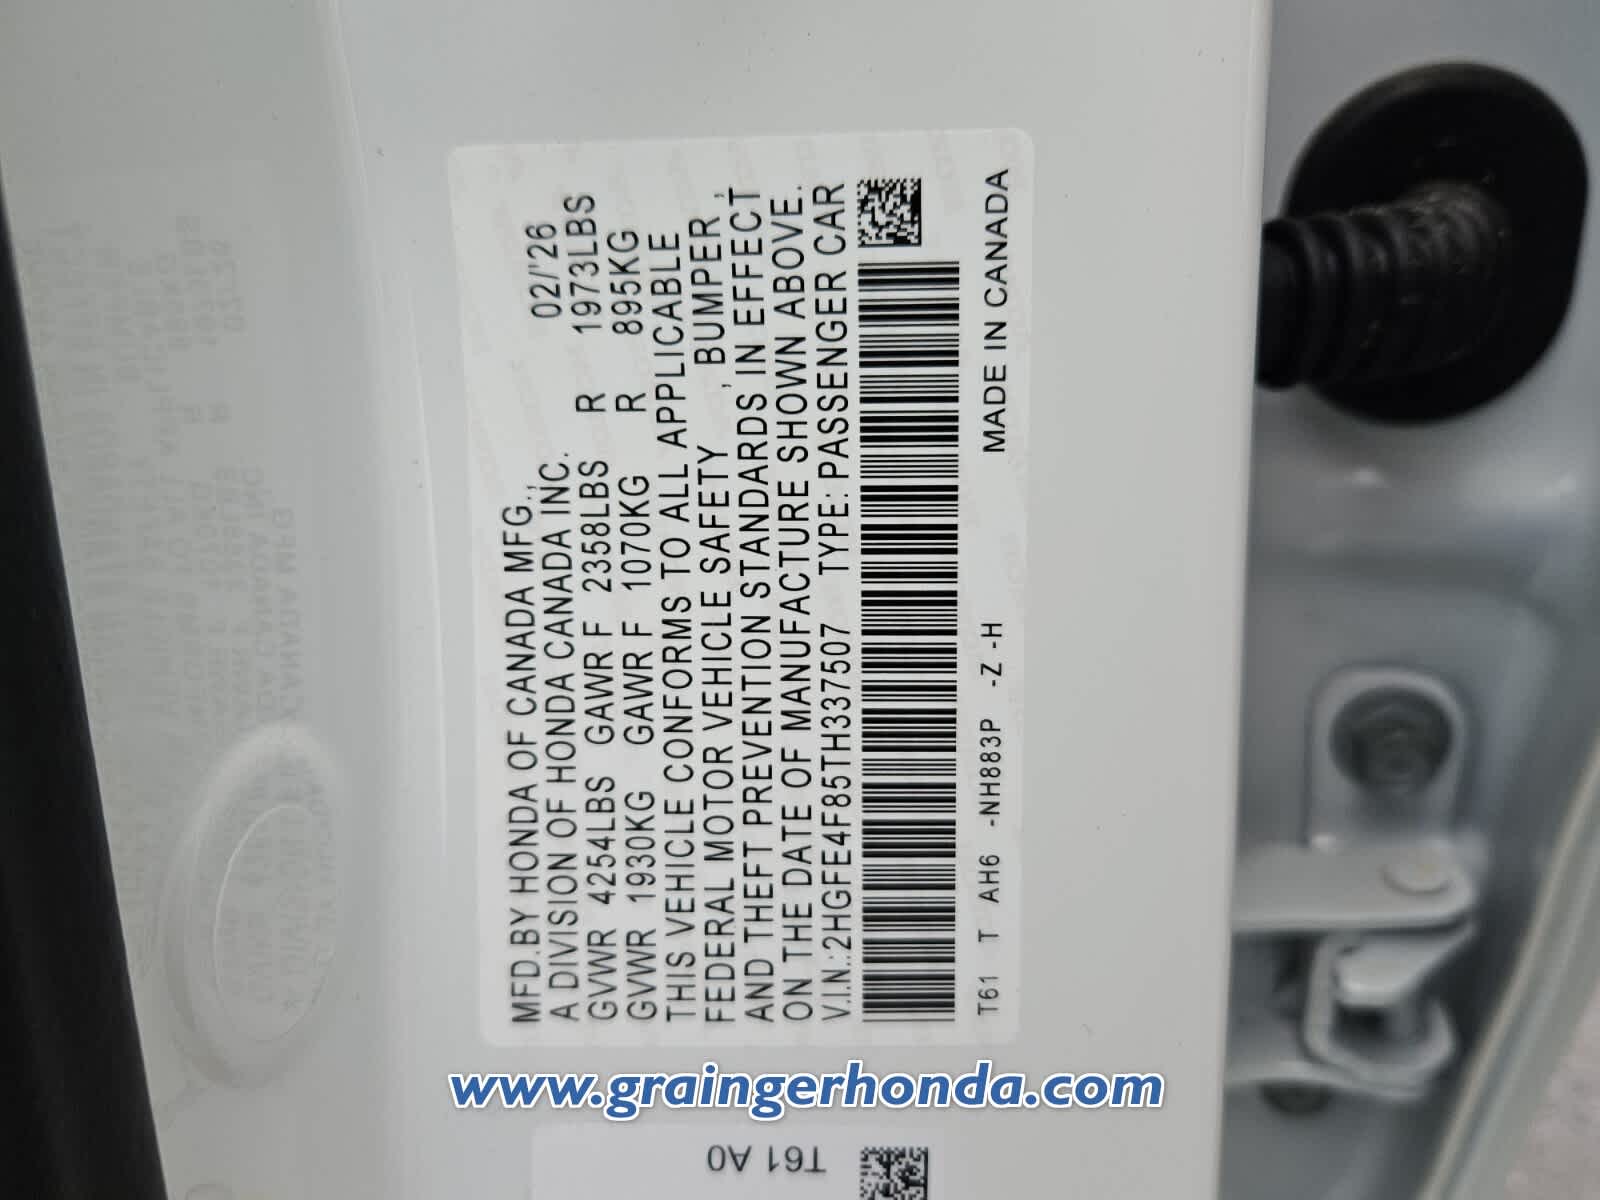 MFD.BY HONDA OF CANADA MFG.,
A DIVISION OF HONDA CANADA INC. 02/'26
GVWR 4254LBS GAWR F 2358LBS R 1973LBS
GVWR 1930KG GAWR F 1070KG R 895KG
THIS VEHICLE CONFORMS TO ALL APPLICABLE
FEDERAL MOTOR VEHICLE SAFETY , BUMPER ,
AND THEFT PREVENTION STANDARDS IN EFFECT
ON THE DATE OF MANUFACTURE SHOWN ABOVE.
V.I.N.:2HGFE4F85TH337507 TYPE: PASSENGER CAR
T61 T AH6 -NH883P -Z -H MADE IN CANADA
www.graingerhonda.com
T61 A0